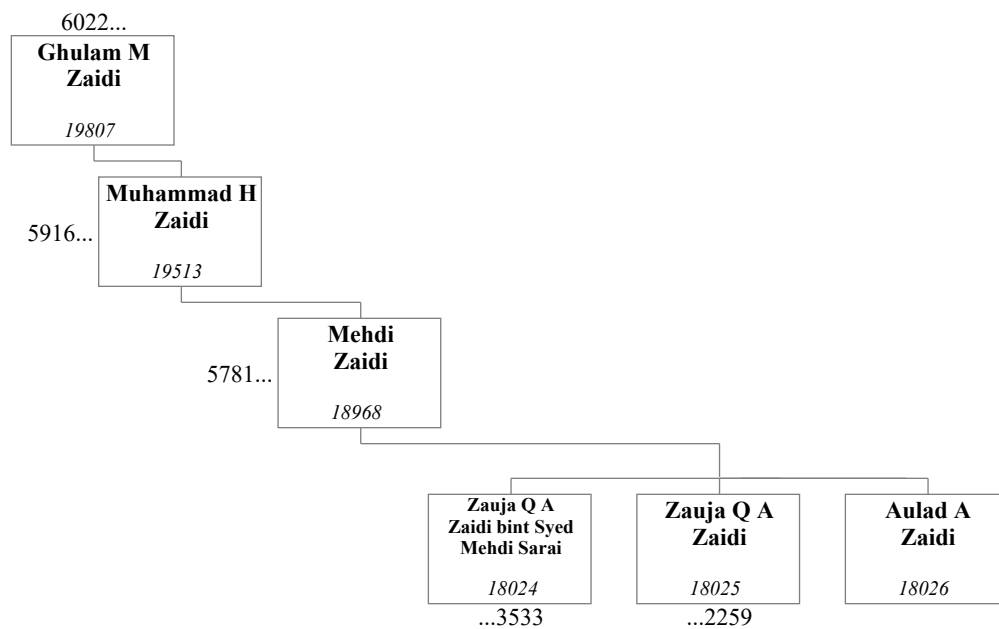 6022...
Ghulam M
Zaidi
19807
Muhammad H
Zaidi
5916...
19513
Mehdi
Zaidi
5781...
18968
Zauja Q A
Zaidi bint Syed
Mehdi Sarai
18024
...3533
Zauja Q A
Zaidi
18025
...2259
Aulad A
Zaidi
18026